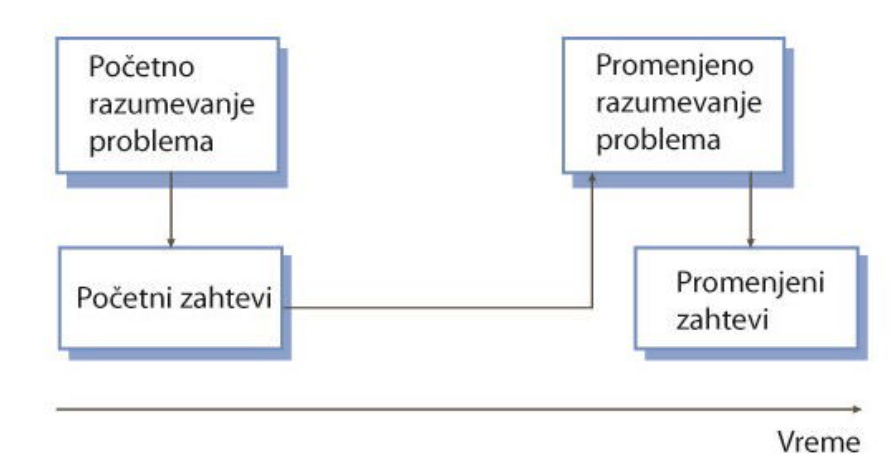 Početno
razumevanje
problema
Promenjeno
razumevanje
problema
Početni zahtevi
Promenjeni
zahtevi
Vreme